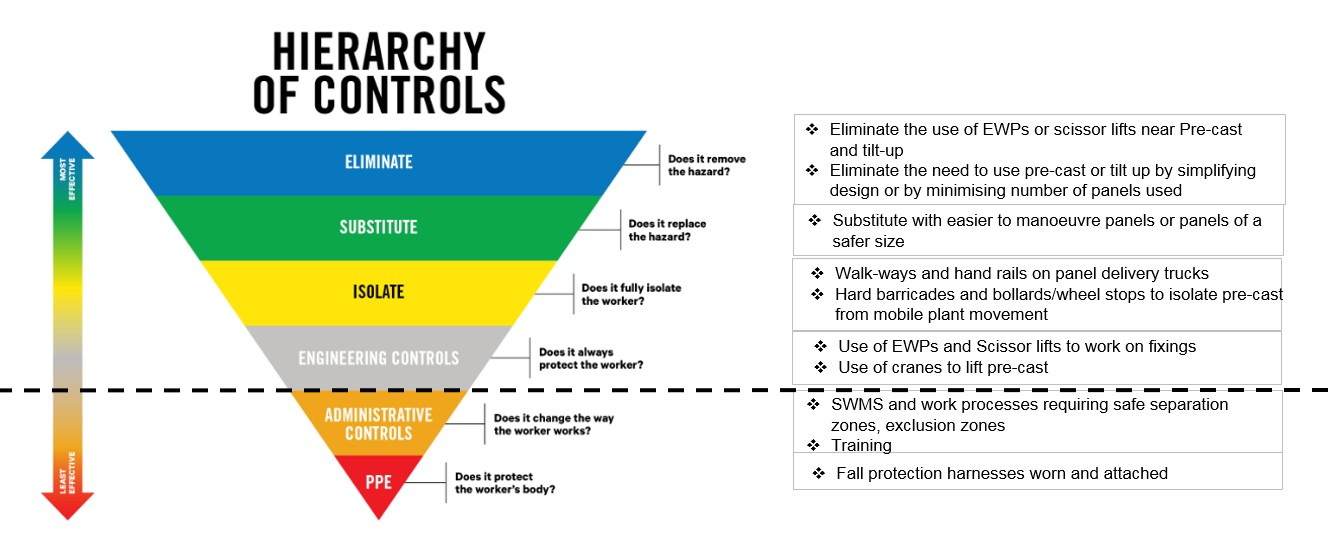 HIERARCHY
OF CONTROLS
MOST
EFFECTIVE
ELIMINATE
Does it remove
the hazard?
❖ Eliminate the use of EWPs or scissor lifts near Pre-cast
and tilt-up
❖ Eliminate the need to use pre-cast or tilt up by simplifying
design or by minimising number of panels used
SUBSTITUTE
Does it replace
the hazard?
❖ Substitute with easier to manoeuvre panels or panels of a
safer size
ISOLATE
Does it fully isolate
the worker?
❖ Walk-ways and hand rails on panel delivery trucks
❖ Hard barricades and bollards/wheel stops to isolate pre-cast
from mobile plant movement
ENGINEERING CONTROLS
Does it always
protect the worker?
❖ Use of EWPs and Scissor lifts to work on fixings
❖ Use of cranes to lift pre-cast
ADMINISTRATIVE
CONTROLS
Does it change the way
the worker works?
❖ SWMS and work processes requiring safe separation
zones, exclusion zones
❖ Training
LEAST
EFFECTIVE
PPE
Does it protect
the worker's body?
❖ Fall protection harnesses worn and attached